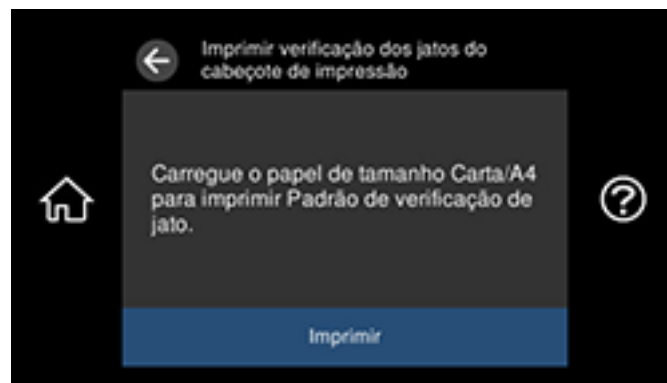 Imprimir verificação dos jatos do
cabeçote de impressão
Carregue o papel de tamanho Carta/A4
para imprimir Padrão de verificação de
jato.
Imprimir